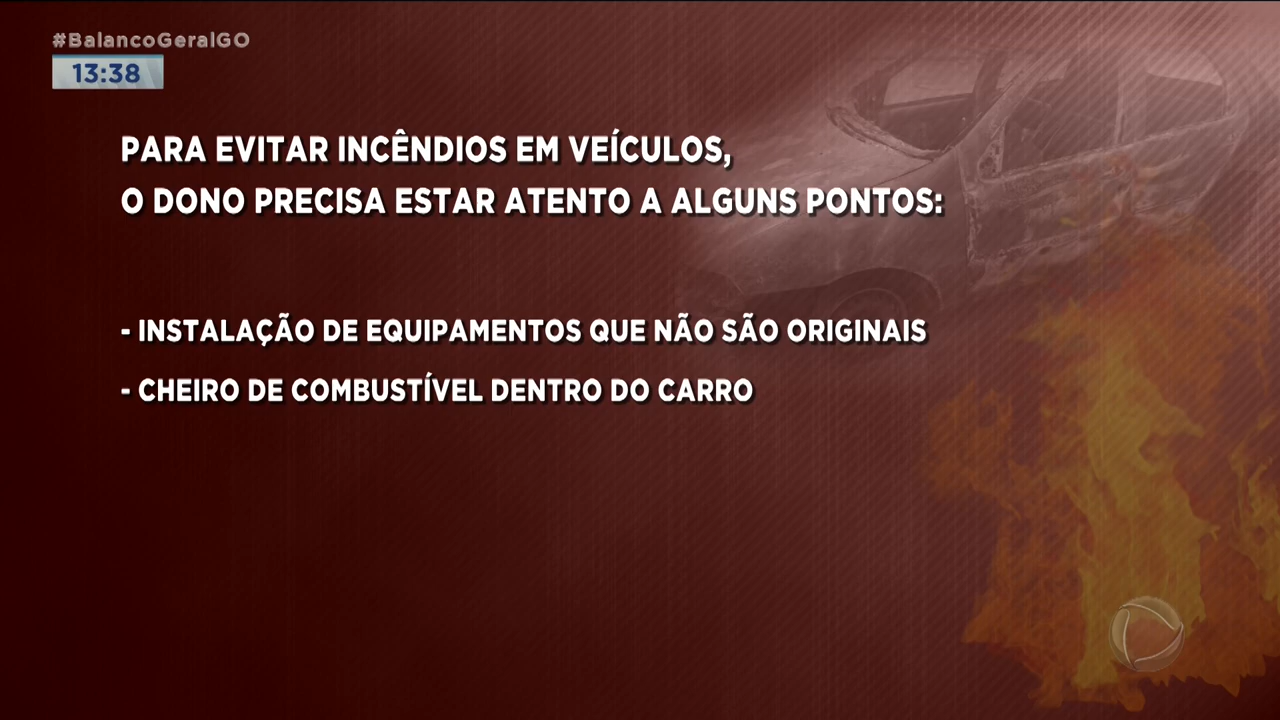 #BalancoGeralGO
13:38
PARA EVITAR INCÊNDIOS EM VEÍCULOS,
O DONO PRECISA ESTAR ATENTO A ALGUNS PONTOS:
- INSTALAÇÃO DE EQUIPAMENTOS QUE NÃO SÃO ORIGINAIS
- CHEIRO DE COMBUSTÍVEL DENTRO DO CARRO